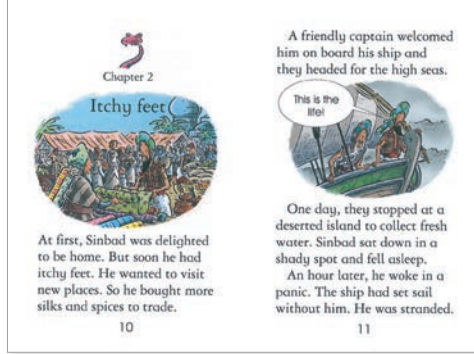 Chapter 2
Itchy feet
At first, Sinbad was delighted
to be home. But soon he had
itchy feet. He wanted to visit
new places. So he bought more
silks and spices to trade.
10
A friendly captain welcomed
him on board his ship and
they headed for the high seas.
This is the
life!
One day, they stopped at a
deserted island to collect fresh
water. Sinbad sat down in a
shady spot and fell asleep.
An hour later, he woke in a
panic. The ship had set sail
without him. He was stranded.
11